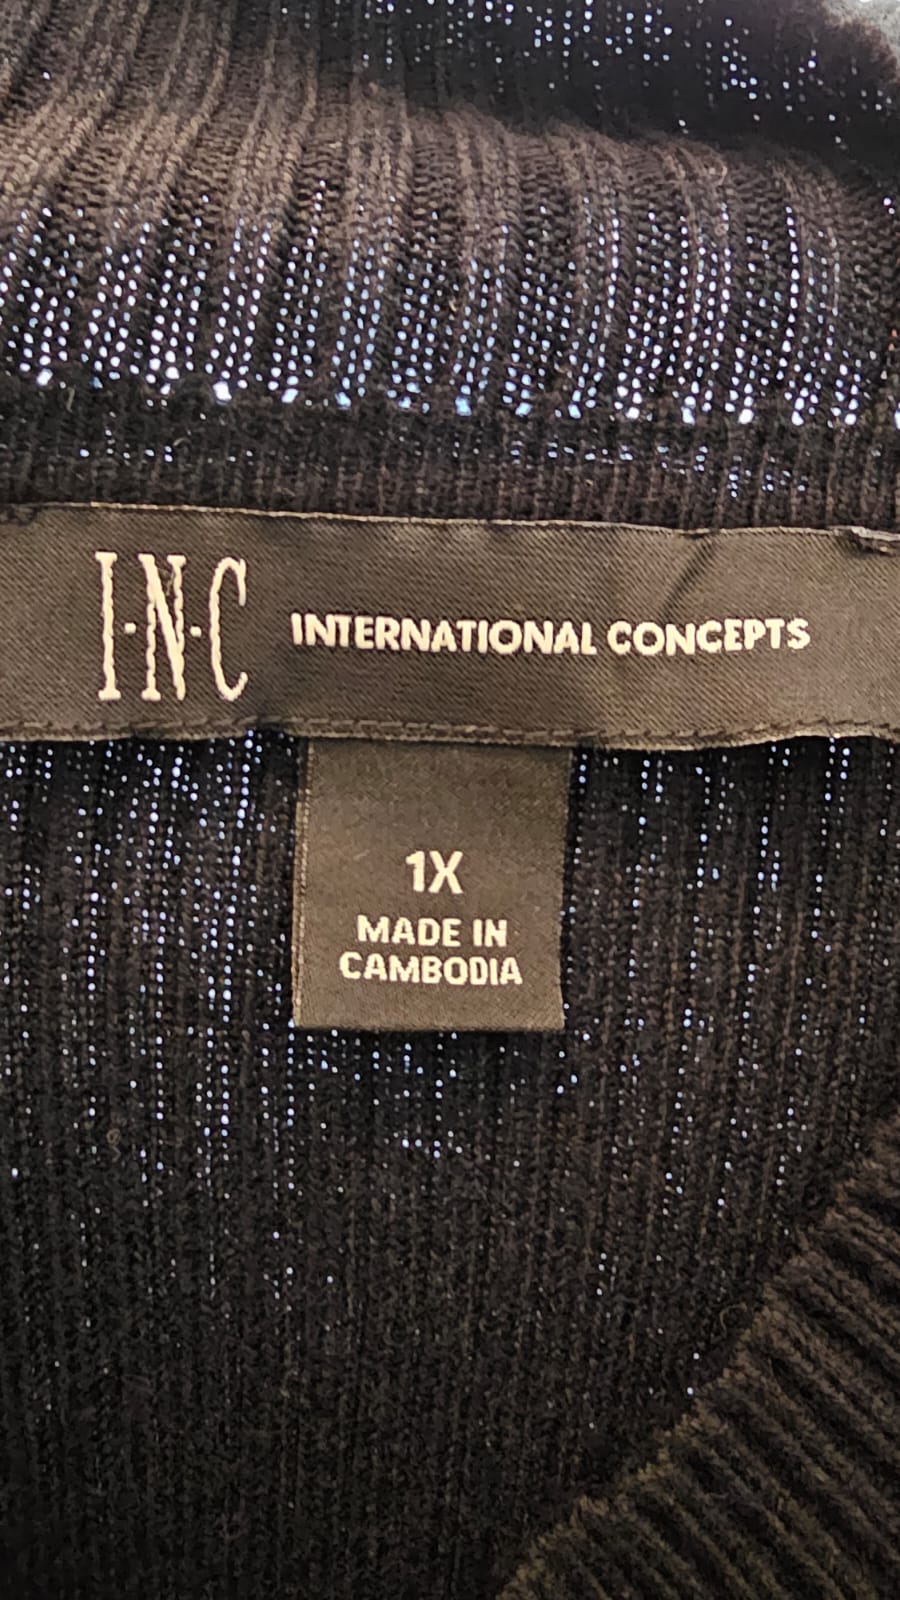 I·N·C INTERNATIONAL CONCEPTS
1X
MADE IN
CAMBODIA